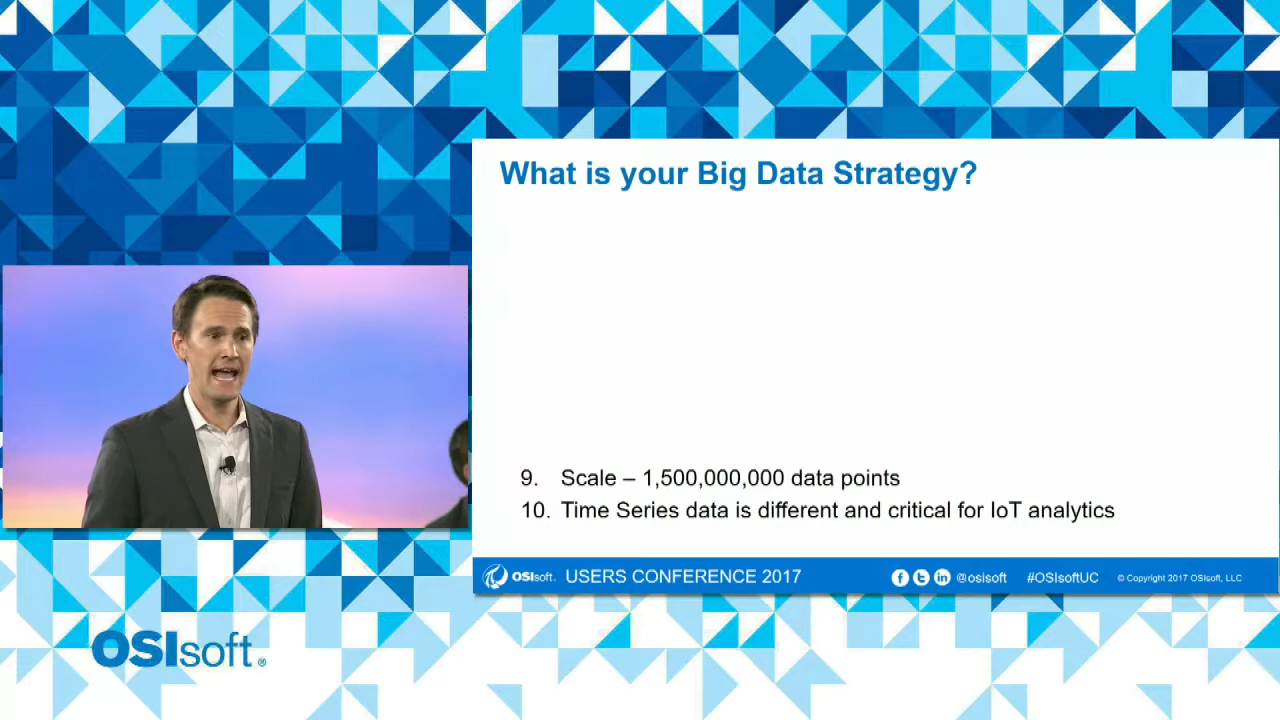 What is your Big Data Strategy?
9. Scale – 1,500,000,000 data points
10. Time Series data is different and critical for IoT analytics
OSIsoft. USERS CONFERENCE 2017 @osisoft #OSIsoftUC © Copyright 2017 OSIsoft, LLC
OSIsoft®